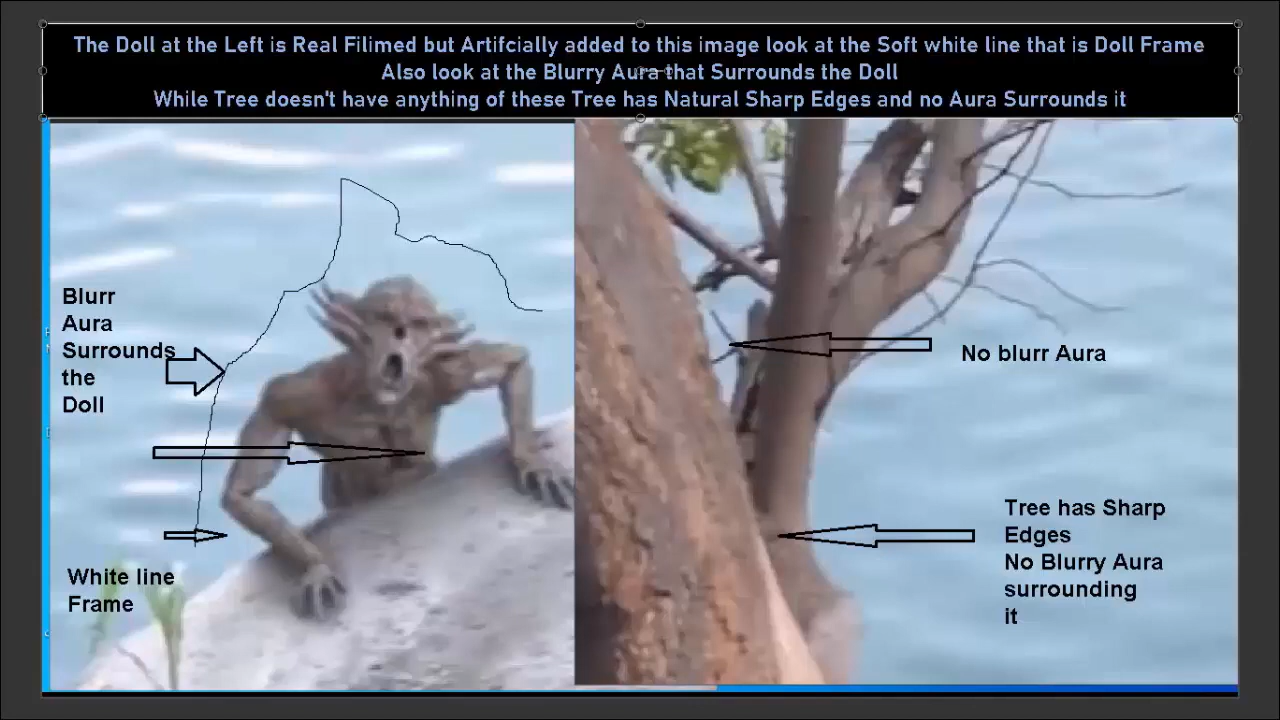 The Doll at the Left is Real Filimed but Artifcially added to this image look at the Soft white line that is Doll Frame
Also look at the Blurry Aura that Surrounds the Doll
While Tree doesn't have anything of these Tree has Natural Sharp Edges and no Aura Surrounds it
Blurr
Aura
Surrounds
the
Doll
White line
Frame
No blurr Aura
Tree has Sharp
Edges
No Blurry Aura
surrounding
it